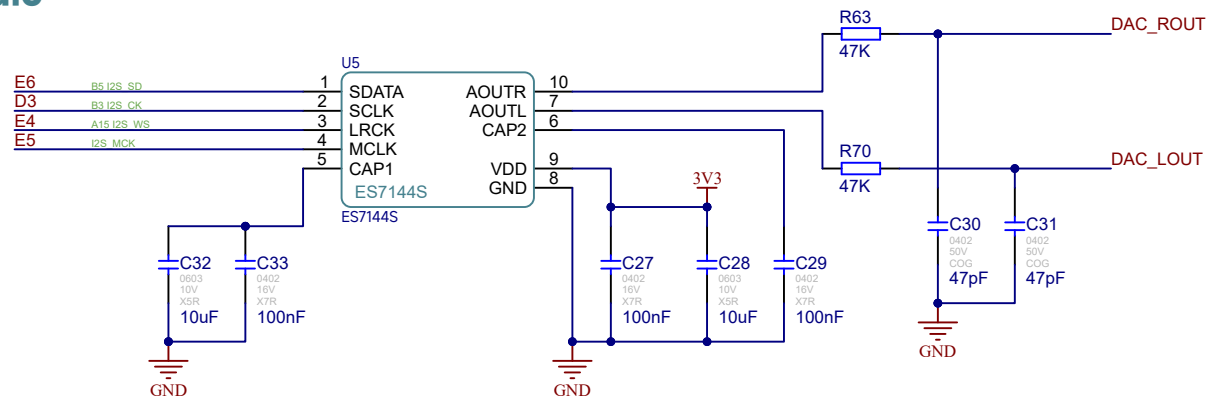 R63
47K
DAC_ROUT
U5
E6 B5 I2S_SD 1 SDATA AOUTR 10
D3 B3 I2S_CK 2 SCLK AOUTL 7
E4 A15 I2S_WS 3 LRCK CAP2 6
E5 I2S_MCK 4 MCLK
5 CAP1 VDD 9
GND 8
ES7144S
ES7144S
3V3
R70
47K
DAC_LOUT
C32
0603
10V
X5R
10uF
C33
0402
16V
X7R
100nF
GND
C27
0402
16V
X7R
100nF
C28
0603
10V
X5R
10uF
C29
0402
16V
X7R
100nF
GND
C30
0402
50V
COG
47pF
C31
0402
50V
COG
47pF
GND